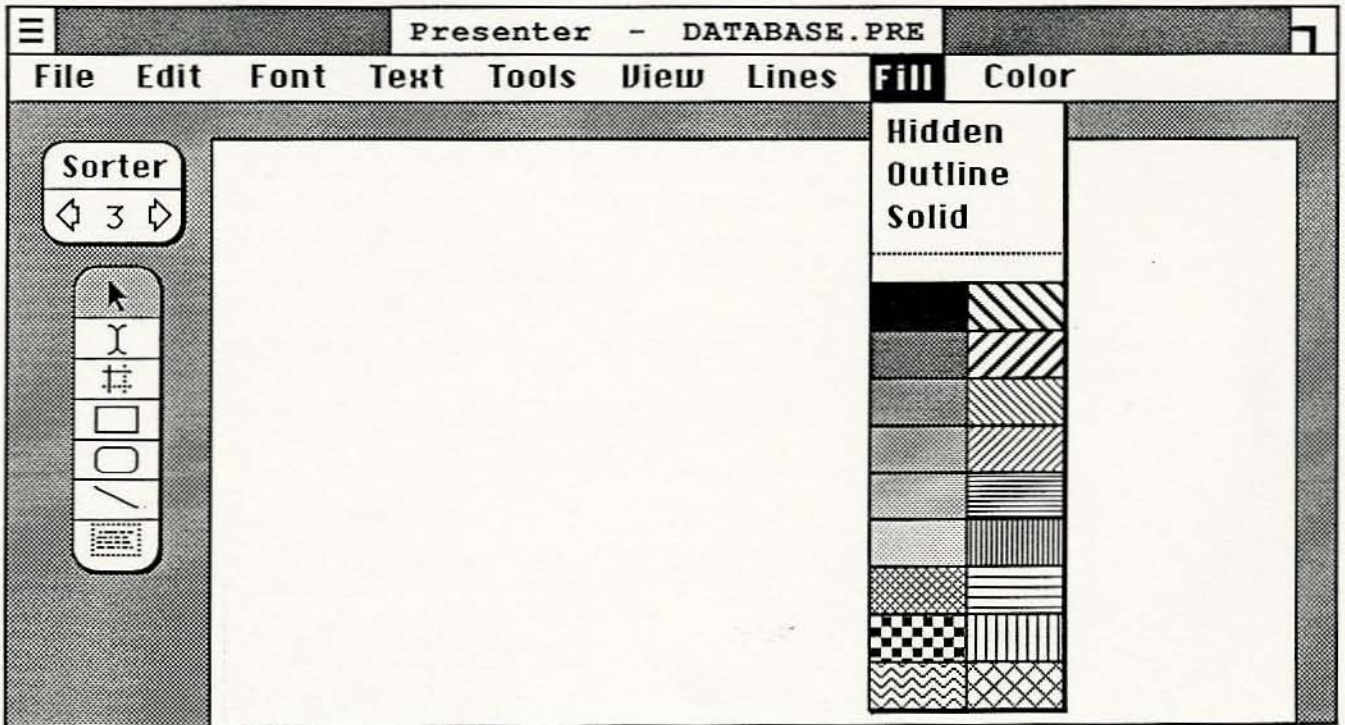 Presenter - DATABASE.PRE
File Edit Font Text Tools View Lines Fill Color
Hidden
Outline
Solid
Sorter
3